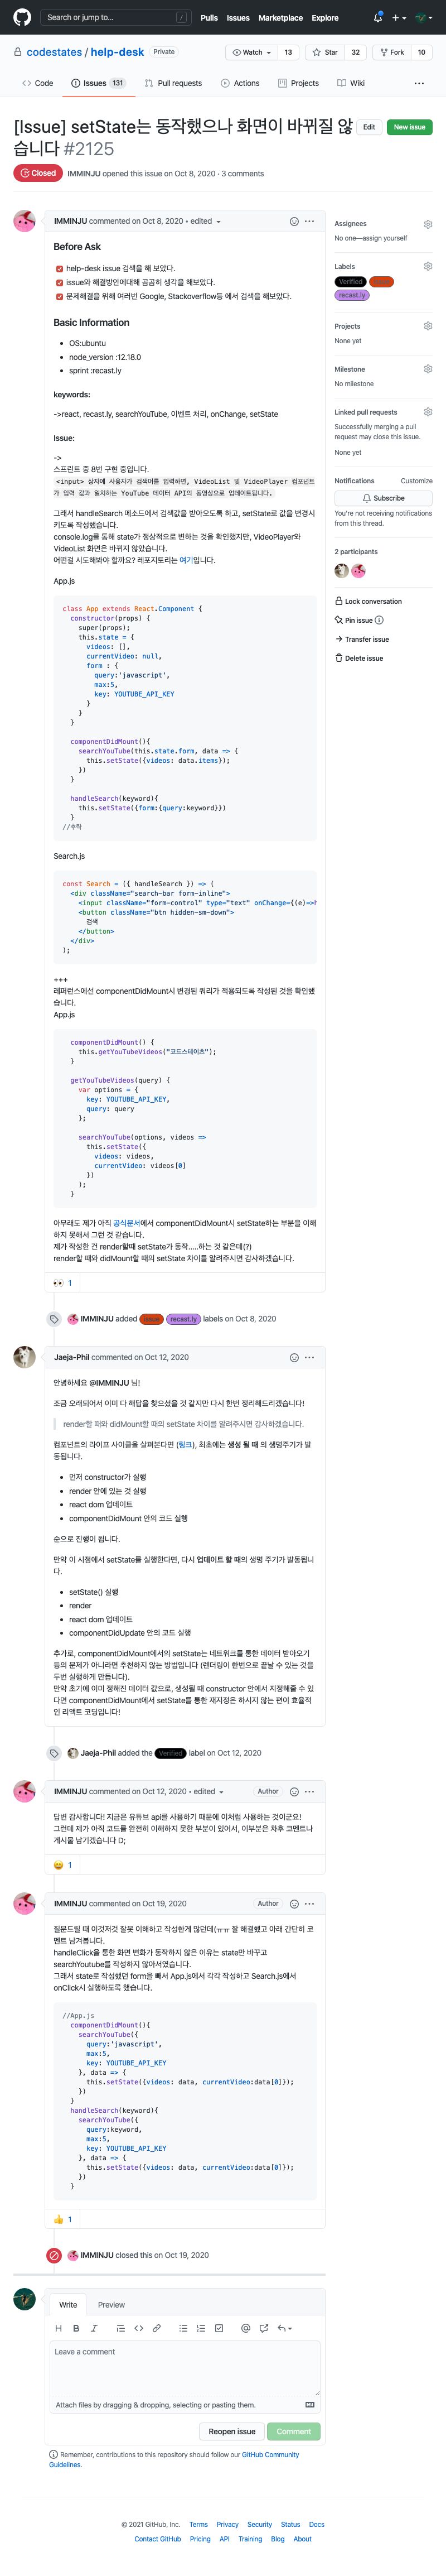 Search or jump to...
/
Pulls Issues Marketplace Explore
codestates / help-desk Private
Watch 13 Star 32 Fork 10
Code Issues 131 Pull requests Actions Projects Wiki
[Issue] setState는 동작했으나 화면이 바뀌질 않
습니다 #2125
Edit New issue
Closed IMMINJU opened this issue on Oct 8, 2020 · 3 comments
IMMINJU commented on Oct 8, 2020 • edited
Before Ask
help-desk issue 검색을 해 보았다.
issue와 해결방안에대해 곰곰히 생각을 해보았다.
문제해결을 위해 여러번 Google, Stackoverflow등 에서 검색을 해보았다.
Basic Information
OS:ubuntu
node_version :12.18.0
sprint :recast.ly
keywords:
->react, recast.ly, searchYouTube, 이벤트 처리, onChange, setState
Issue:
->
스프린트 중 8번 구현 중입니다.
<input> 상자에 사용자가 검색어를 입력하면, VideoList 및 VideoPlayer 컴포넌트
가 입력 값과 일치하는 YouTube 데이터 API의 동영상으로 업데이트됩니다.
그래서 handleSearch 메소드에서 검색값을 받아오도록 하고, setState로 값을 변경시
키도록 작성했습니다.
console.log를 통해 state가 정상적으로 변하는 것을 확인했지만, VideoPlayer와
VideoList 화면은 바뀌지 않았습니다.
어떤걸 시도해봐야 할까요? 레포지토리는 여기입니다.
App.js
class App extends React.Component {
constructor(props) {
super(props);
this.state = {
videos: [],
currentVideo: null,
form : {
query:'javascript',
max:5,
key: YOUTUBE_API_KEY
}
}
}
componentDidMount(){
searchYouTube(this.state.form, data => {
this.setState({videos: data.items});
})
}
handleSearch(keyword){
this.setState({form:{query:keyword}})
}
//후략
Search.js
const Search = ({ handleSearch }) => (
<div className="search-bar form-inline">
<input className="form-control" type="text" onChange={(e)=>
<button className="btn hidden-sm-down">
검색
</button>
</div>
);
+++
레퍼런스에선 componentDidMount시 변경된 쿼리가 적용되도록 작성된 것을 확인했
습니다.
App.js
componentDidMount() {
this.getYouTubeVideos("코드스테이츠");
}
getYouTubeVideos(query) {
var options = {
key: YOUTUBE_API_KEY,
query: query
};
searchYouTube(options, videos =>
this.setState({
videos: videos,
currentVideo: videos[0]
})
);
}
아무래도 제가 아직 공식문서에서 componentDidMount시 setState하는 부분을 이해
하지 못해서 그런 것 같습니다.
제가 작성한 건 render할때 setState가 동작.....하는 것 같은데(?)
render할 때와 didMount할 때의 setState 차이를 알려주시면 감사하겠습니다.
1
IMMINJU added issue recast.ly labels on Oct 8, 2020
Jaeja-Phil commented on Oct 12, 2020
안녕하세요 @IMMINJU 님!
조금 오래되어서 이미 다 해답을 찾으셨을 것 같지만 다시 한번 정리해드리겠습니다!
render할 때와 didMount할 때의 setState 차이를 알려주시면 감사하겠습니다.
컴포넌트의 라이프 사이클을 살펴본다면 (링크), 최초에는 생성 될 때 의 생명주기가 발
동됩니다.
먼저 constructor가 실행
render 안에 있는 것 실행
react dom 업데이트
componentDidMount 안의 코드 실행
순으로 진행이 됩니다.
만약 이 시점에서 setState를 실행한다면, 다시 업데이트 할 때의 생명 주기가 발동됩니
다.
setState() 실행
render
react dom 업데이트
componentDidUpdate 안의 코드 실행
추가로, componentDidMount에서의 setState는 네트워크를 통한 데이터 받아오기
등의 문제가 아니라면 추천하지 않는 방법입니다 (렌더링이 한번으로 끝날 수 있는 것을
두번 실행하게 만듭니다).
만약 초기에 이미 정해진 데이터 값으로, 생성될 때 constructor 안에서 지정해줄 수 있
다면 componentDidMount에서 setState를 통한 재지정은 하시지 않는 편이 효율적
인 리액트 코딩입니다!
Jaeja-Phil added the Verified label on Oct 12, 2020
IMMINJU commented on Oct 12, 2020 • edited Author
답변 감사합니다! 지금은 유튜브 api를 사용하기 때문에 이처럼 사용하는 것이군요!
그런데 제가 아직 코드를 완전히 이해하지 못한 부분이 있어서, 이부분은 차후 코멘트나
게시물 남기겠습니다 D;
1
IMMINJU commented on Oct 19, 2020 Author
질문드릴 때 이것저것 잘못 이해하고 작성한게 많던데(ㅠㅠ 잘 해결했고 아래 간단히 코
멘트 남겨봅니다.
handleClick을 통한 화면 변화가 동작하지 않은 이유는 state만 바꾸고
searchYoutube를 작성하지 않아서였습니다.
그래서 state로 작성했던 form을 빼서 App.js에서 각각 작성하고 Search.js에서
onClick시 실행하도록 했습니다.
//App.js
componentDidMount(){
searchYouTube({
query:'javascript',
max:5,
key: YOUTUBE_API_KEY
}, data => {
this.setState({videos: data, currentVideo:data[0]});
})
}
handleSearch(keyword){
searchYouTube({
query:keyword,
max:5,
key: YOUTUBE_API_KEY
}, data => {
this.setState({videos: data, currentVideo:data[0]});
})
}
1
IMMINJU closed this on Oct 19, 2020
Write Preview
Leave a comment
Attach files by dragging & dropping, selecting or pasting them.
Reopen issue Comment
Remember, contributions to this repository should follow our GitHub Community
Guidelines.
Assignees
No one—assign yourself
Labels
Verified issue
recast.ly
Projects
None yet
Milestone
No milestone
Linked pull requests
Successfully merging a pull
request may close this issue.
None yet
Notifications Customize
Subscribe
You're not receiving notifications
from this thread.
2 participants
Lock conversation
Pin issue
Transfer issue
Delete issue
© 2021 GitHub, Inc. Terms Privacy Security Status Docs
Contact GitHub Pricing API Training Blog About